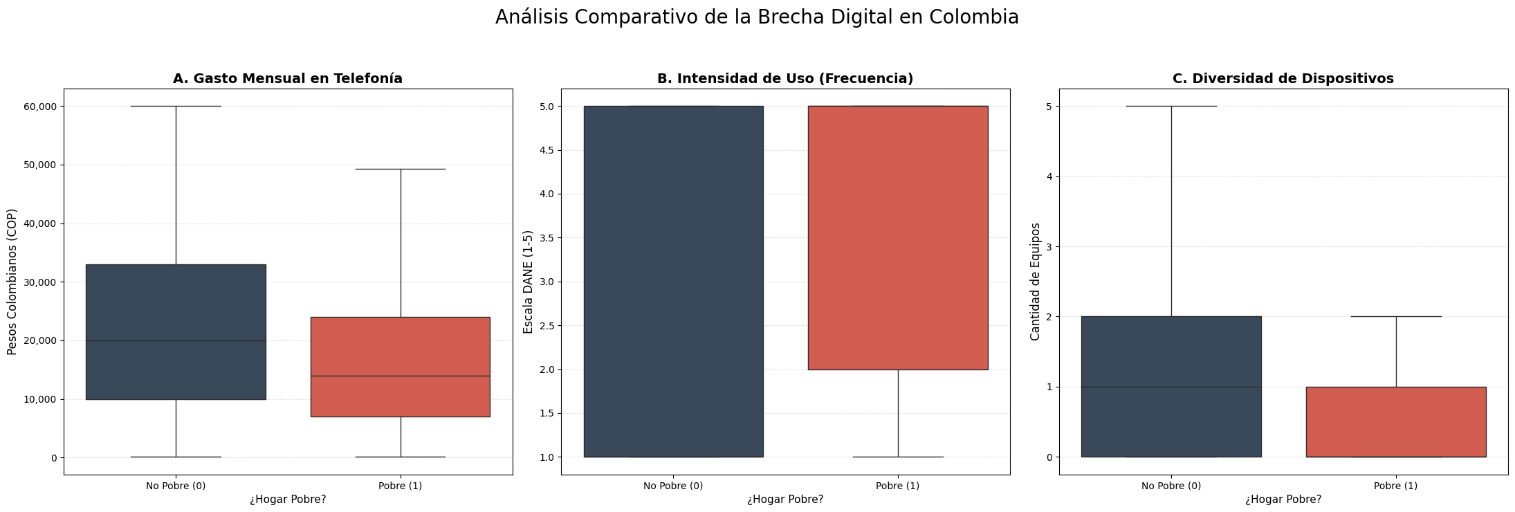 Análisis Comparativo de la Brecha Digital en Colombia
A. Gasto Mensual en Telefonía
Pesos Colombianos (COP)
60,000
50,000
40,000
30,000
20,000
10,000
0
No Pobre (0)
Pobre (1)
¿Hogar Pobre?
B. Intensidad de Uso (Frecuencia)
Escala DANE (1-5)
5.0
4.5
4.0
3.5
3.0
2.5
2.0
1.5
1.0
No Pobre (0)
Pobre (1)
¿Hogar Pobre?
C. Diversidad de Dispositivos
Cantidad de Equipos
5
4
3
2
1
0
No Pobre (0)
Pobre (1)
¿Hogar Pobre?